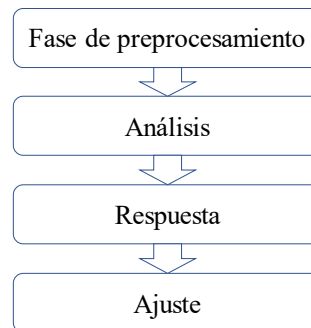 Fase de preprocesamiento
Análisis
Respuesta
Ajuste